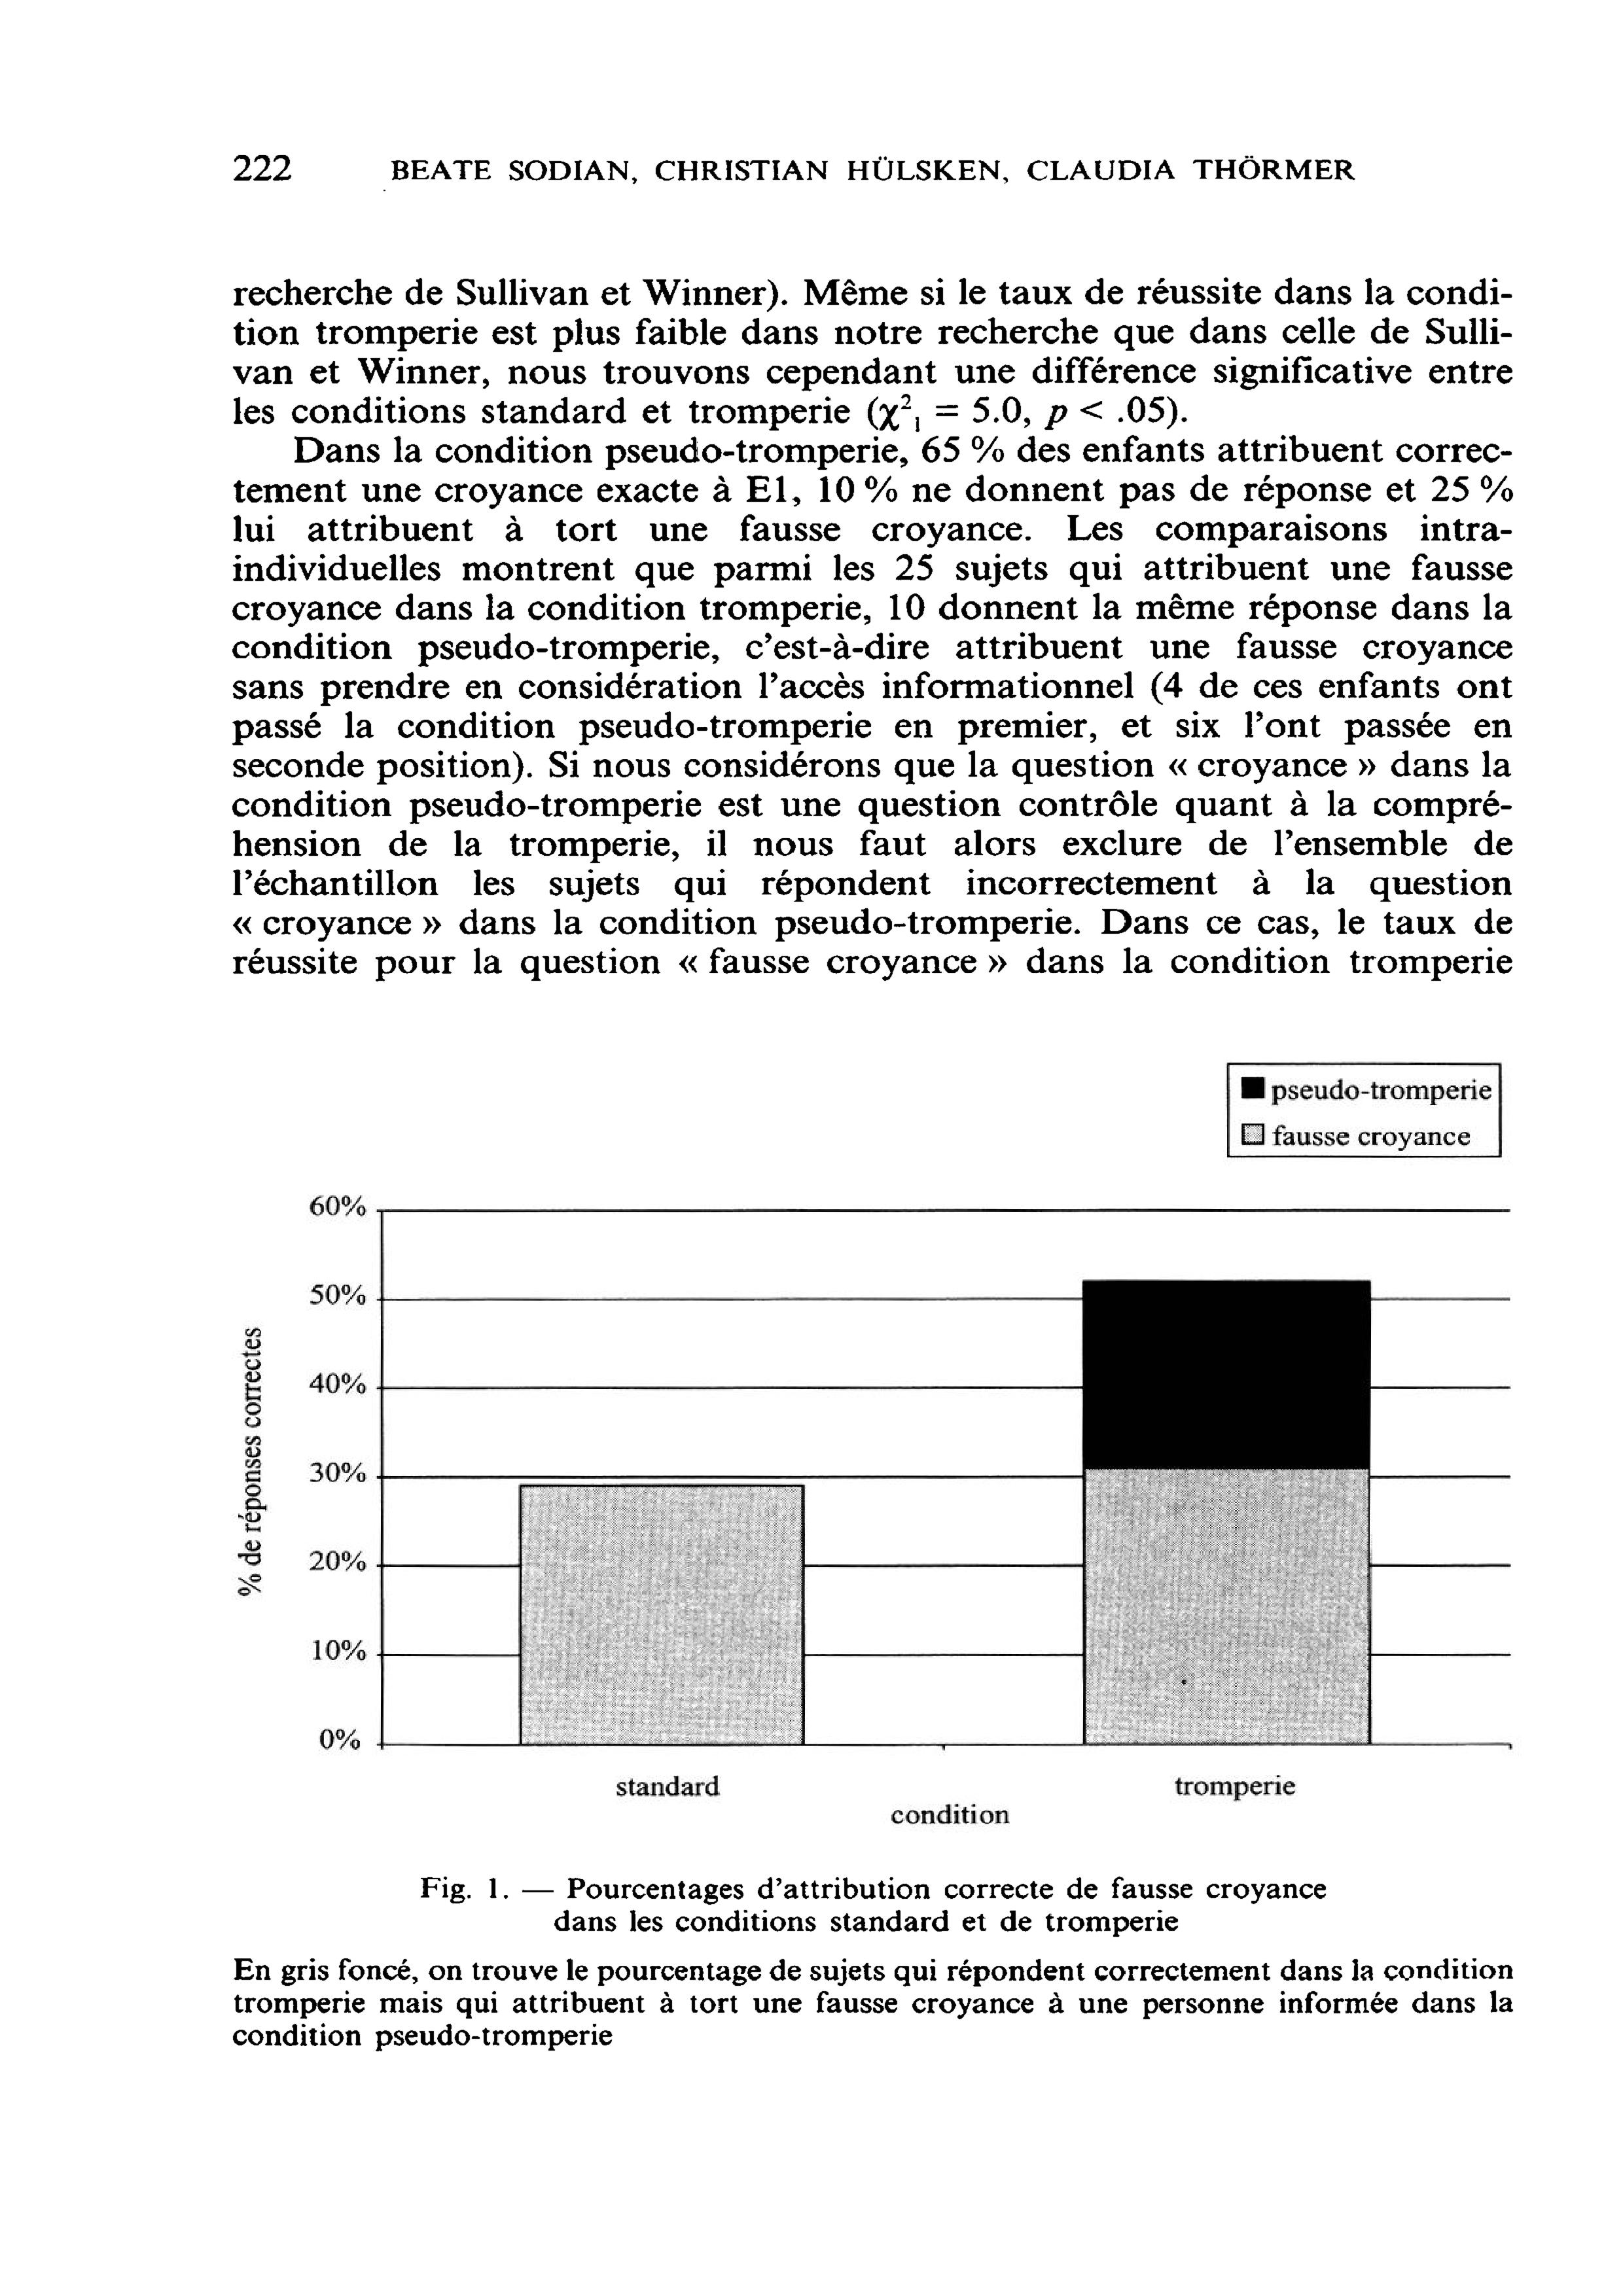 222 BEATE SODIAN, CHRISTIAN HÜLSKEN, CLAUDIA THÖRMER
recherche de Sullivan et Winner). Même si le taux de réussite dans la condi-
tion tromperie est plus faible dans notre recherche que dans celle de Sulli-
van et Winner, nous trouvons cependant une différence significative entre
les conditions standard et tromperie (χ²₁ = 5.0, p < .05).
Dans la condition pseudo-tromperie, 65 % des enfants attribuent correc-
tement une croyance exacte à E1, 10 % ne donnent pas de réponse et 25 %
lui attribuent à tort une fausse croyance. Les comparaisons intra-
individuelles montrent que parmi les 25 sujets qui attribuent une fausse
croyance dans la condition tromperie, 10 donnent la même réponse dans la
condition pseudo-tromperie, c'est-à-dire attribuent une fausse croyance
sans prendre en considération l'accès informationnel (4 de ces enfants ont
passé la condition pseudo-tromperie en premier, et six l'ont passée en
seconde position). Si nous considérons que la question « croyance » dans la
condition pseudo-tromperie est une question contrôle quant à la compré-
hension de la tromperie, il nous faut alors exclure de l'ensemble de
l'échantillon les sujets qui répondent incorrectement à la question
« croyance » dans la condition pseudo-tromperie. Dans ce cas, le taux de
réussite pour la question « fausse croyance » dans la condition tromperie
pseudo-tromperie
fausse croyance
60%
50%
40%
30%
20%
10%
0%
% de réponses correctes
standard tromperie
condition
Fig. 1. — Pourcentages d'attribution correcte de fausse croyance
dans les conditions standard et de tromperie
En gris foncé, on trouve le pourcentage de sujets qui répondent correctement dans la condition
tromperie mais qui attribuent à tort une fausse croyance à une personne informée dans la
condition pseudo-tromperie